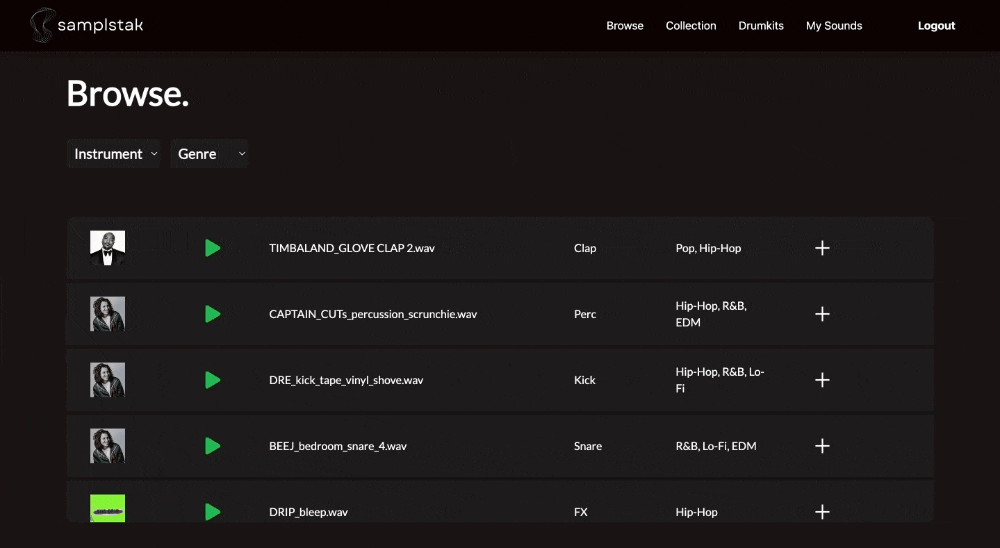 samplstak
Browse Collection Drumkits My Sounds Logout
Browse.
Instrument Genre
TIMBALAND_GLOVE CLAP 2.wav Clap Pop, Hip-Hop
CAPTAIN_CUTs_percussion_scrunchie.wav Perc Hip-Hop, R&B,
EDM
DRE_kick_tape_vinyl_shove.wav Kick Hip-Hop, R&B, Lo-
Fi
BEEJ_bedroom_snare_4.wav Snare R&B, Lo-Fi, EDM
DRIP_bleep.wav FX Hip-Hop